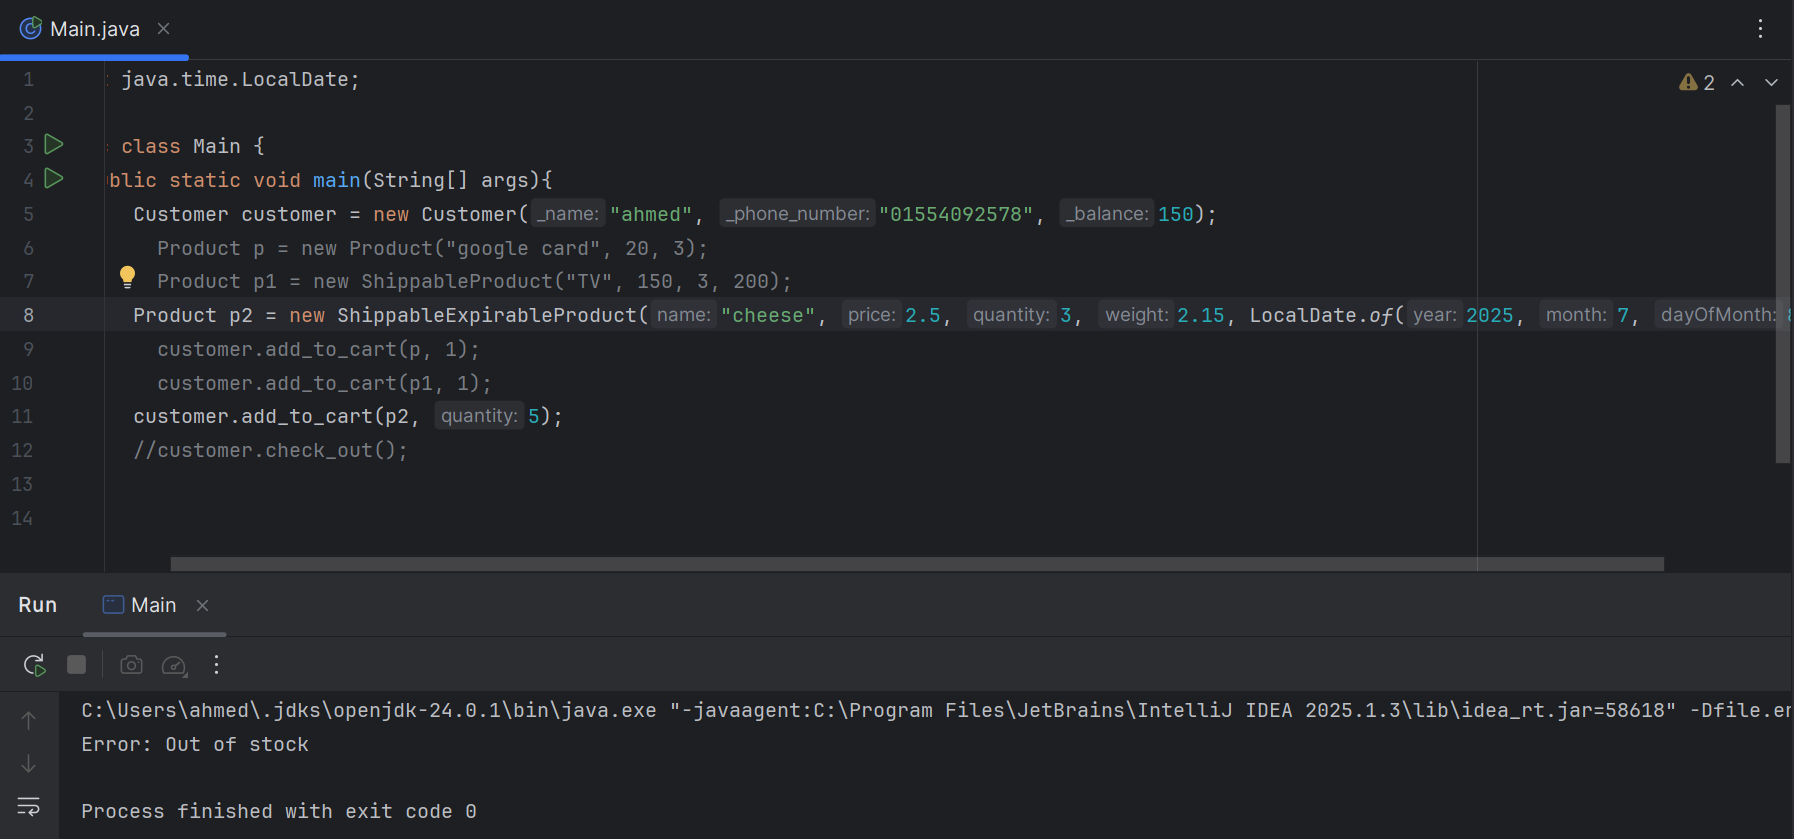 Main.java
1 java.time.LocalDate;
2
2
3 class Main {
4 blic static void main(String[] args){
5 Customer customer = new Customer( _name: "ahmed", _phone_number: "01554092578", _balance: 150);
6 Product p = new Product("google card", 20, 3);
7 Product p1 = new ShippableProduct("TV", 150, 3, 200);
8 Product p2 = new ShippableExpirableProduct( name: "cheese", price: 2.5, quantity: 3, weight: 2.15, LocalDate.of( year: 2025, month: 7, dayOfMonth:
9 customer.add_to_cart(p, 1);
10 customer.add_to_cart(p1, 1);
11 customer.add_to_cart(p2, quantity: 5);
12 //customer.check_out();
13
14
Run Main
C:\Users\ahmed\.jdks\openjdk-24.0.1\bin\java.exe "-javaagent:C:\Program Files\JetBrains\IntelliJ IDEA 2025.1.3\lib\idea_rt.jar=58618" -Dfile.en
Error: Out of stock
Process finished with exit code 0